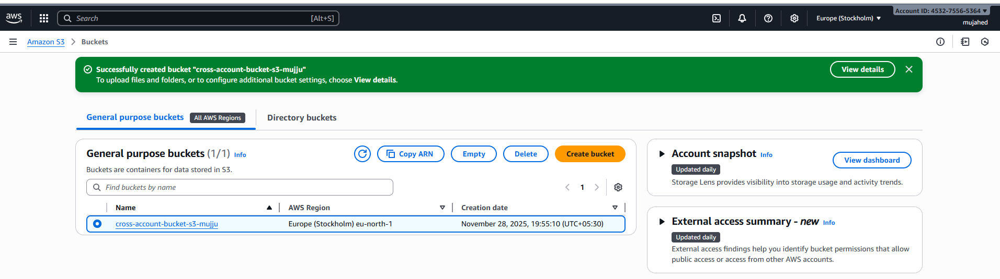 aws
Search [Alt+S]
Europe (Stockholm)
Account ID: 4532-7556-5364
mujahed
Amazon S3 Buckets
Successfully created bucket "cross-account-bucket-s3-mujju"
To upload files and folders, or to configure additional bucket settings, choose View details.
View details
General purpose buckets All AWS Regions Directory buckets
General purpose buckets (1/1) Info
Copy ARN Empty Delete Create bucket
Buckets are containers for data stored in S3.
Find buckets by name
1
Name AWS Region Creation date
cross-account-bucket-s3-mujju Europe (Stockholm) eu-north-1 November 28, 2025, 19:55:10 (UTC+05:30)
Account snapshot Info
View dashboard
Updated daily
Storage Lens provides visibility into storage usage and activity trends.
External access summary - new Info
Updated daily
External access findings help you identify bucket permissions that allow
public access or access from other AWS accounts.